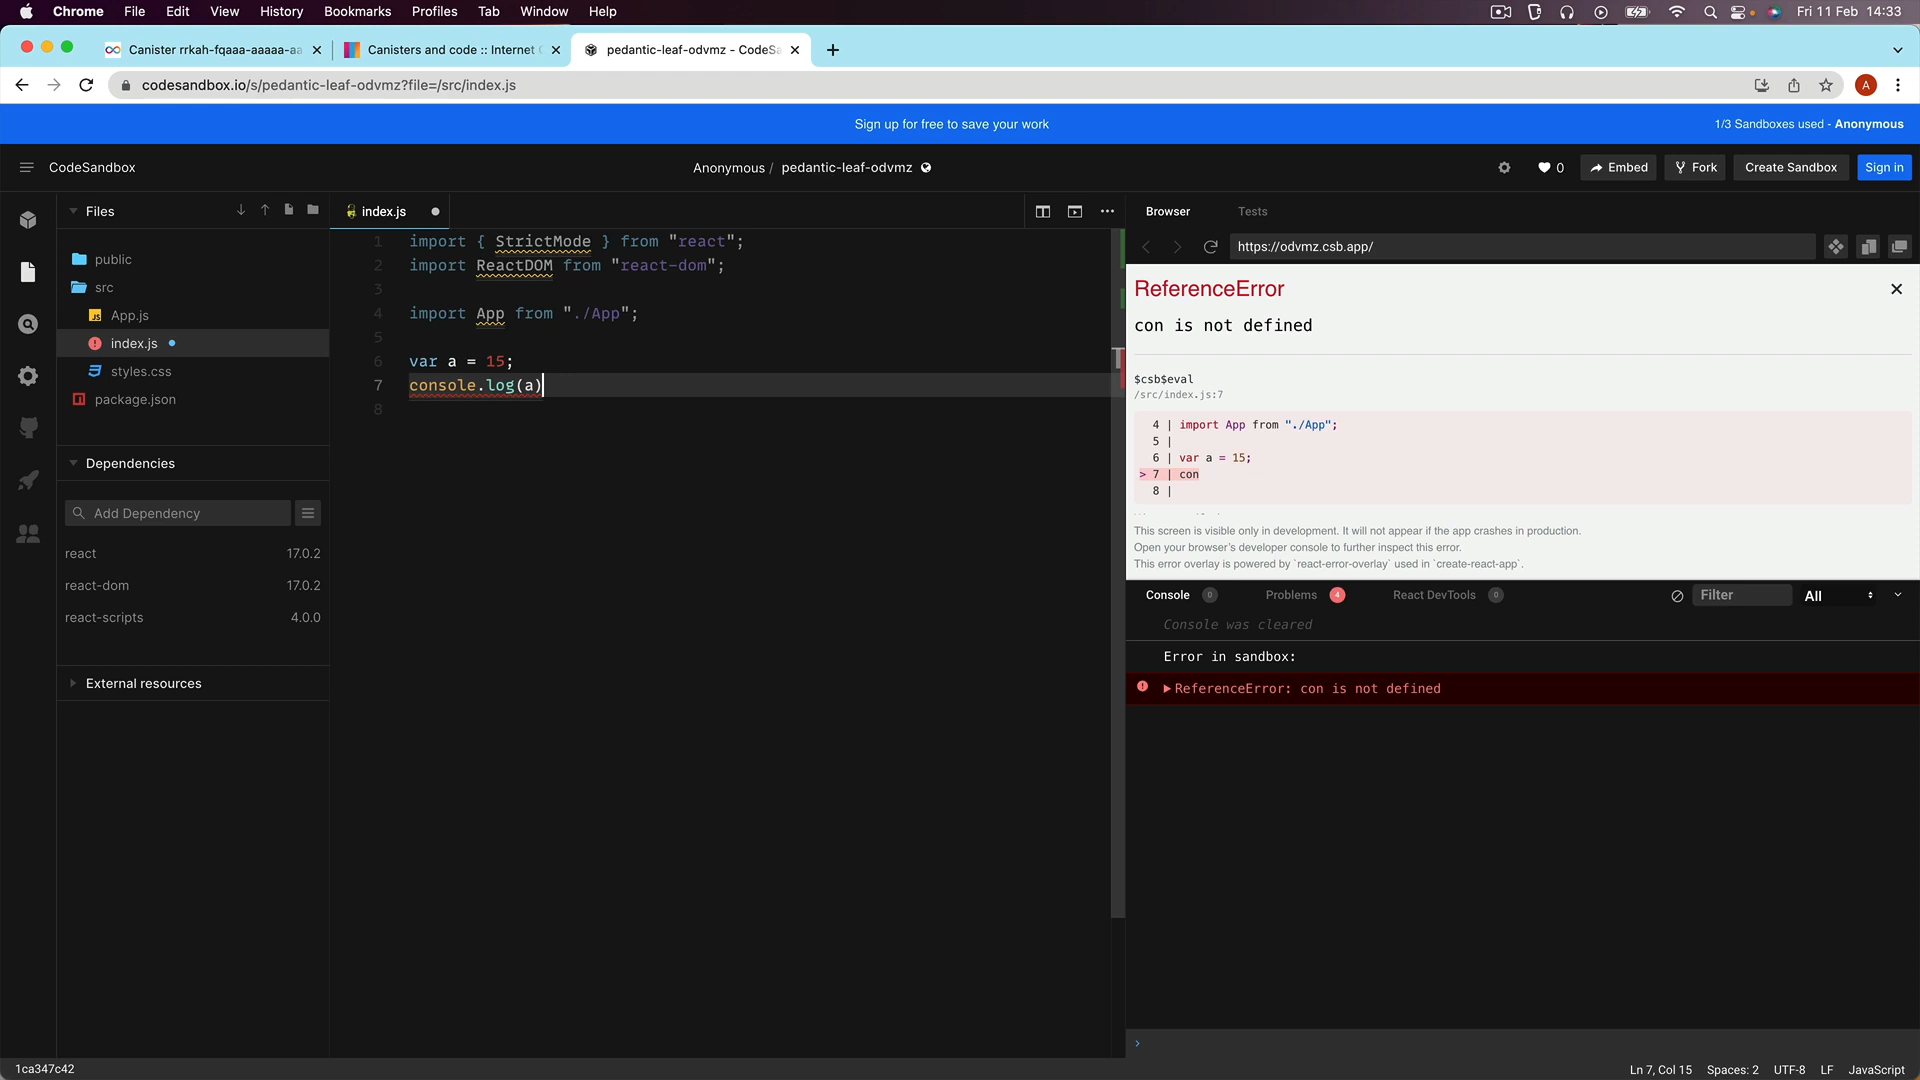 Chrome File Edit View History Bookmarks Profiles Tab Window Help Fri 11 Feb 14:33
Canister rrkah-fqaaa-aaaaa-aa Canisters and code :: Internet pedantic-leaf-odvmz - CodeSa
codesandbox.io/s/pedantic-leaf-odvmz?file=/src/index.js A
Sign up for free to save your work 1/3 Sandboxes used - Anonymous
CodeSandbox Anonymous / pedantic-leaf-odvmz 0 Embed Fork Create Sandbox Sign in
Files
public
src
App.js
index.js
styles.css
package.json
Dependencies
Add Dependency
react 17.0.2
react-dom 17.0.2
react-scripts 4.0.0
External resources
index.js
1 import { StrictMode } from "react";
2 import ReactDOM from "react-dom";
3
4 import App from "./App";
5
6 var a = 15;
7 console.log(a)
8
Browser Tests
https://odvmz.csb.app/
ReferenceError
con is not defined
$csb$eval
/src/index.js:7
4 | import App from "./App";
5 |
6 | var a = 15;
> 7 | con
8 |
This screen is visible only in development. It will not appear if the app crashes in production.
Open your browser's developer console to further inspect this error.
This error overlay is powered by `react-error-overlay` used in `create-react-app`.
Console 0 Problems 4 React DevTools 0 Filter All
Console was cleared
Error in sandbox:
ReferenceError: con is not defined
1ca347c42 Ln 7, Col 15 Spaces: 2 UTF-8 LF JavaScript